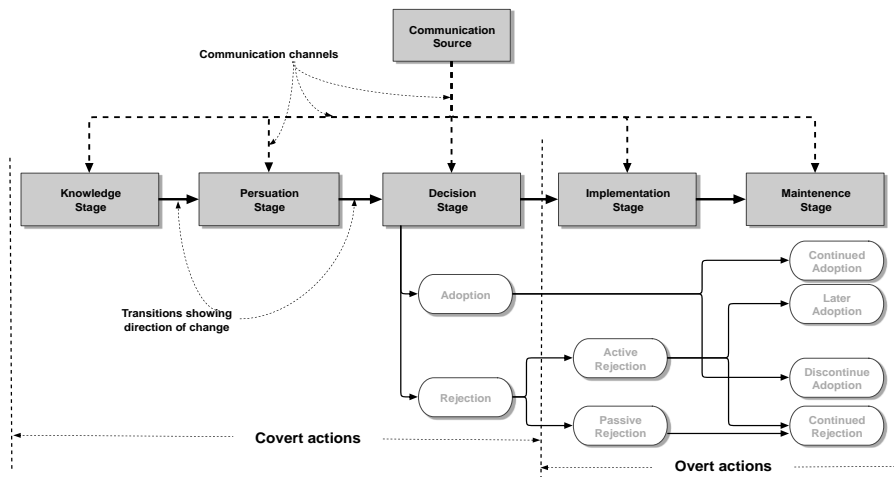 Communication
Source
Communication channels
Knowledge
Stage
Persuation
Stage
Decision
Stage
Implementation
Stage
Maintenence
Stage
Continued
Adoption
Adoption
Later
Adoption
Transitions showing
direction of change
Active
Rejection
Discontinue
Adoption
Rejection
Passive
Rejection
Continued
Rejection
Covert actions
Overt actions